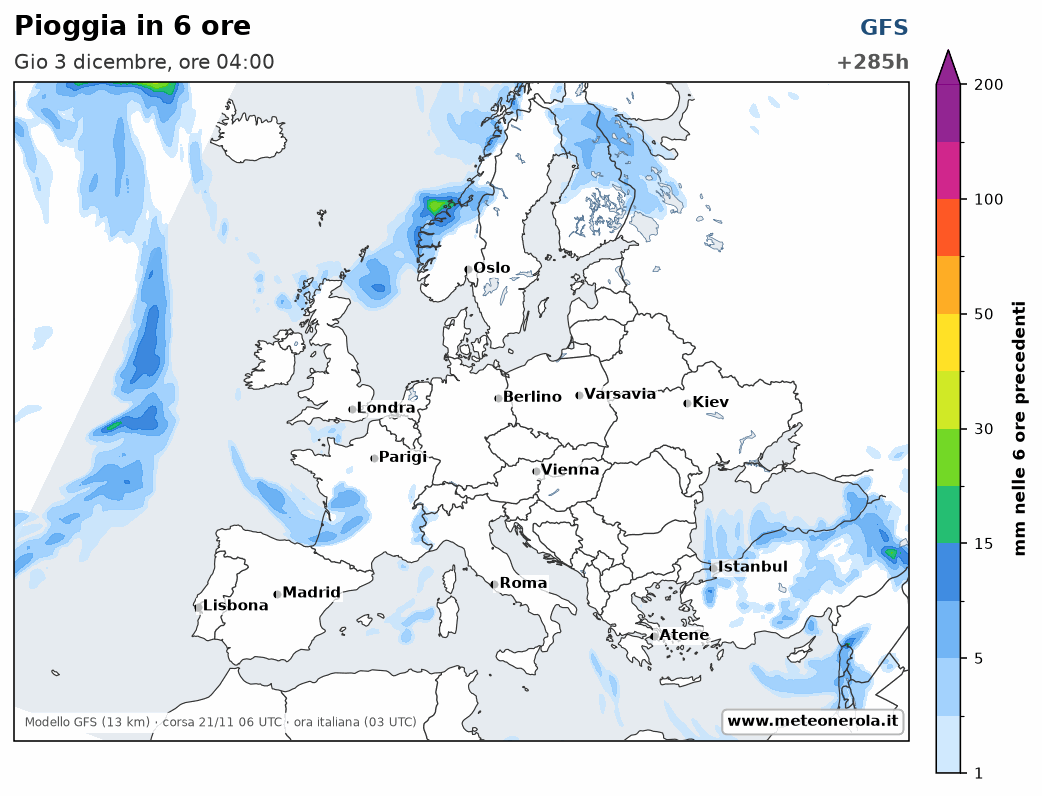 Pioggia in 6 ore
GFS
Gio 3 dicembre, ore 04:00
+285h
200
100
50
30
15
5
1
mm nelle 6 ore precedenti
Oslo
Berlino
Varsavia
Kiev
Londra
Parigi
Vienna
Istanbul
Roma
Madrid
Lisbona
Atene
Modello GFS (13 km) · corsa 21/11 06 UTC · ora italiana (03 UTC)
www.meteonerola.it